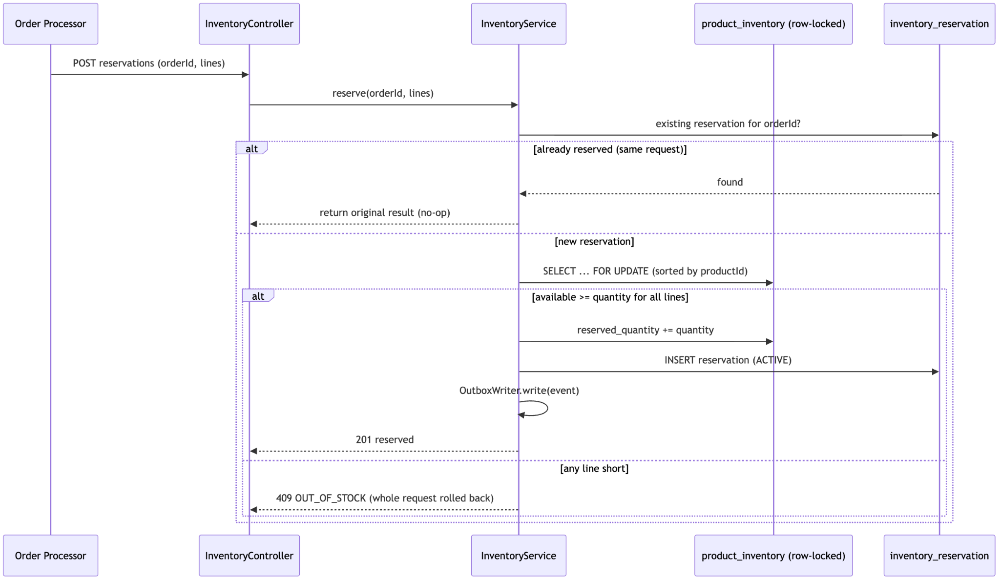 Order Processor
InventoryController
InventoryService
product_inventory (row-locked)
inventory_reservation
POST reservations (orderId, lines)
reserve(orderId, lines)
existing reservation for orderId?
alt
[already reserved (same request)]
found
return original result (no-op)
[new reservation]
SELECT ... FOR UPDATE (sorted by productId)
alt
[available >= quantity for all lines]
reserved_quantity += quantity
INSERT reservation (ACTIVE)
OutboxWriter.write(event)
201 reserved
[any line short]
409 OUT_OF_STOCK (whole request rolled back)
Order Processor
InventoryController
InventoryService
product_inventory (row-locked)
inventory_reservation